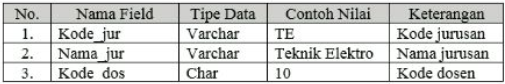 No. Nama Field Tipe Data Contoh Nilai Keterangan
1. Kode_jur Varchar TE Kode jurusan
2. Nama_jur Varchar Teknik Elektro Nama jurusan
3. Kode_dos Char 10 Kode dosen